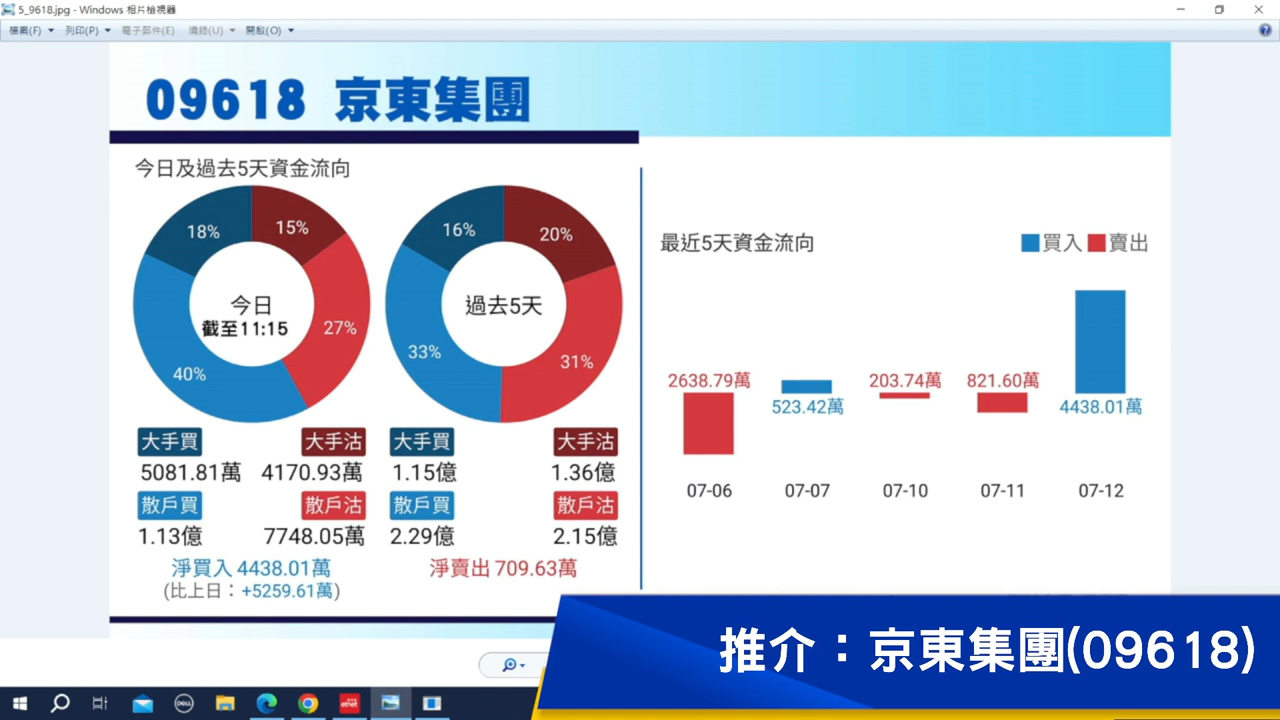 5_9618.jpg - Windows 相片檢視器
檔案(F) 列印(P) 電子郵件(E) 燒錄(U) 開啟(O)
09618 京東集團
今日及過去5天資金流向
18% 15% 27% 40%
今日
截至11:15
16% 20% 31% 33%
過去5天
大手買 大手沽
5081.81萬 4170.93萬
散戶買 散戶沽
1.13億 7748.05萬
淨買入 4438.01萬
(比上日：+5259.61萬)
大手買 大手沽
1.15億 1.36億
散戶買 散戶沽
2.29億 2.15億
淨賣出 709.63萬
最近5天資金流向
買入 賣出
2638.79萬 523.42萬 203.74萬 821.60萬 4438.01萬
07-06 07-07 07-10 07-11 07-12
推介：京東集團(09618)
DELL
etnet